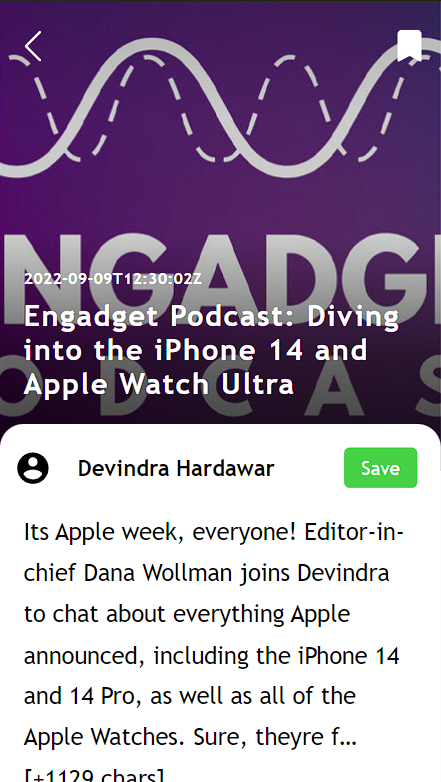 NGADG
ODCA
2022-09-09T12:30:02Z
Engadget Podcast: Diving
into the iPhone 14 and
Apple Watch Ultra
Devindra Hardawar
Save
Its Apple week, everyone! Editor-in-
chief Dana Wollman joins Devindra
to chat about everything Apple
announced, including the iPhone 14
and 14 Pro, as well as all of the
Apple Watches. Sure, theyre f…
[+1129 chars]